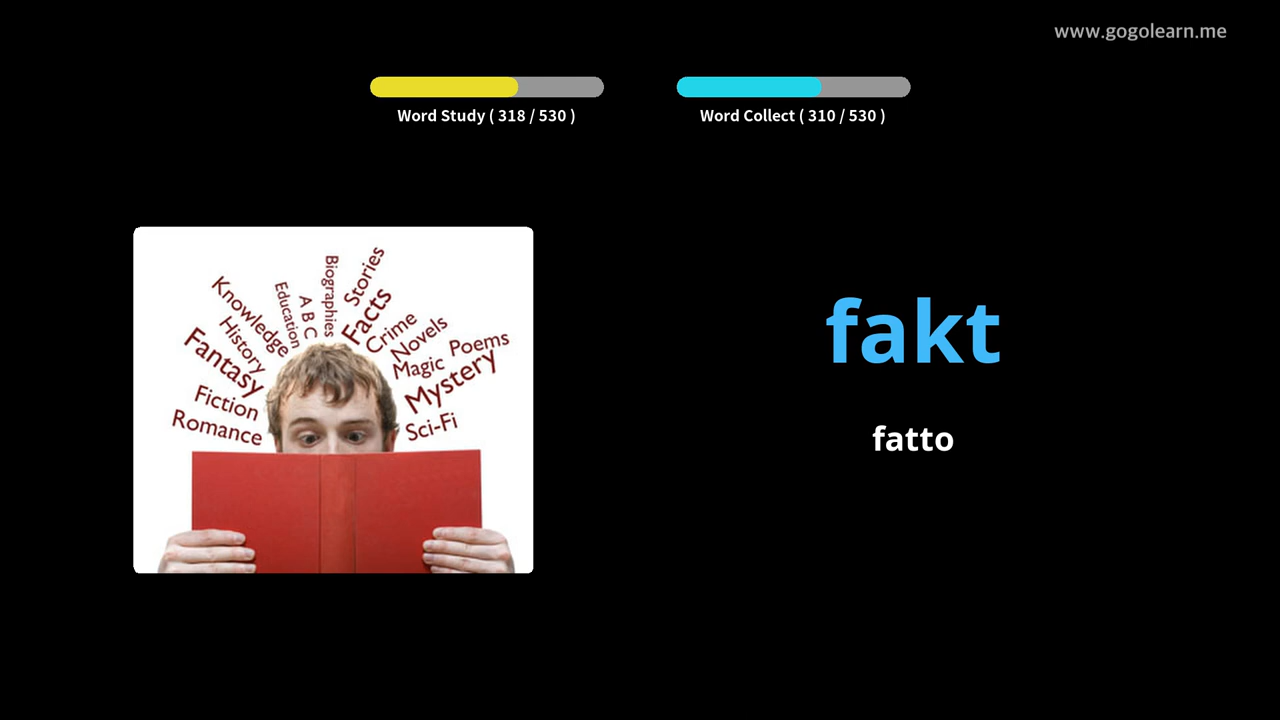 www.gogolearn.me
Word Study ( 318 / 530 )
Word Collect ( 310 / 530 )
Biographies
Stories
Facts
Education
A B C
Knowledge
History
Crime
Novels
Fantasy
Magic
Poems
Mystery
Fiction
Romance
Sci-Fi
fakt
fatto